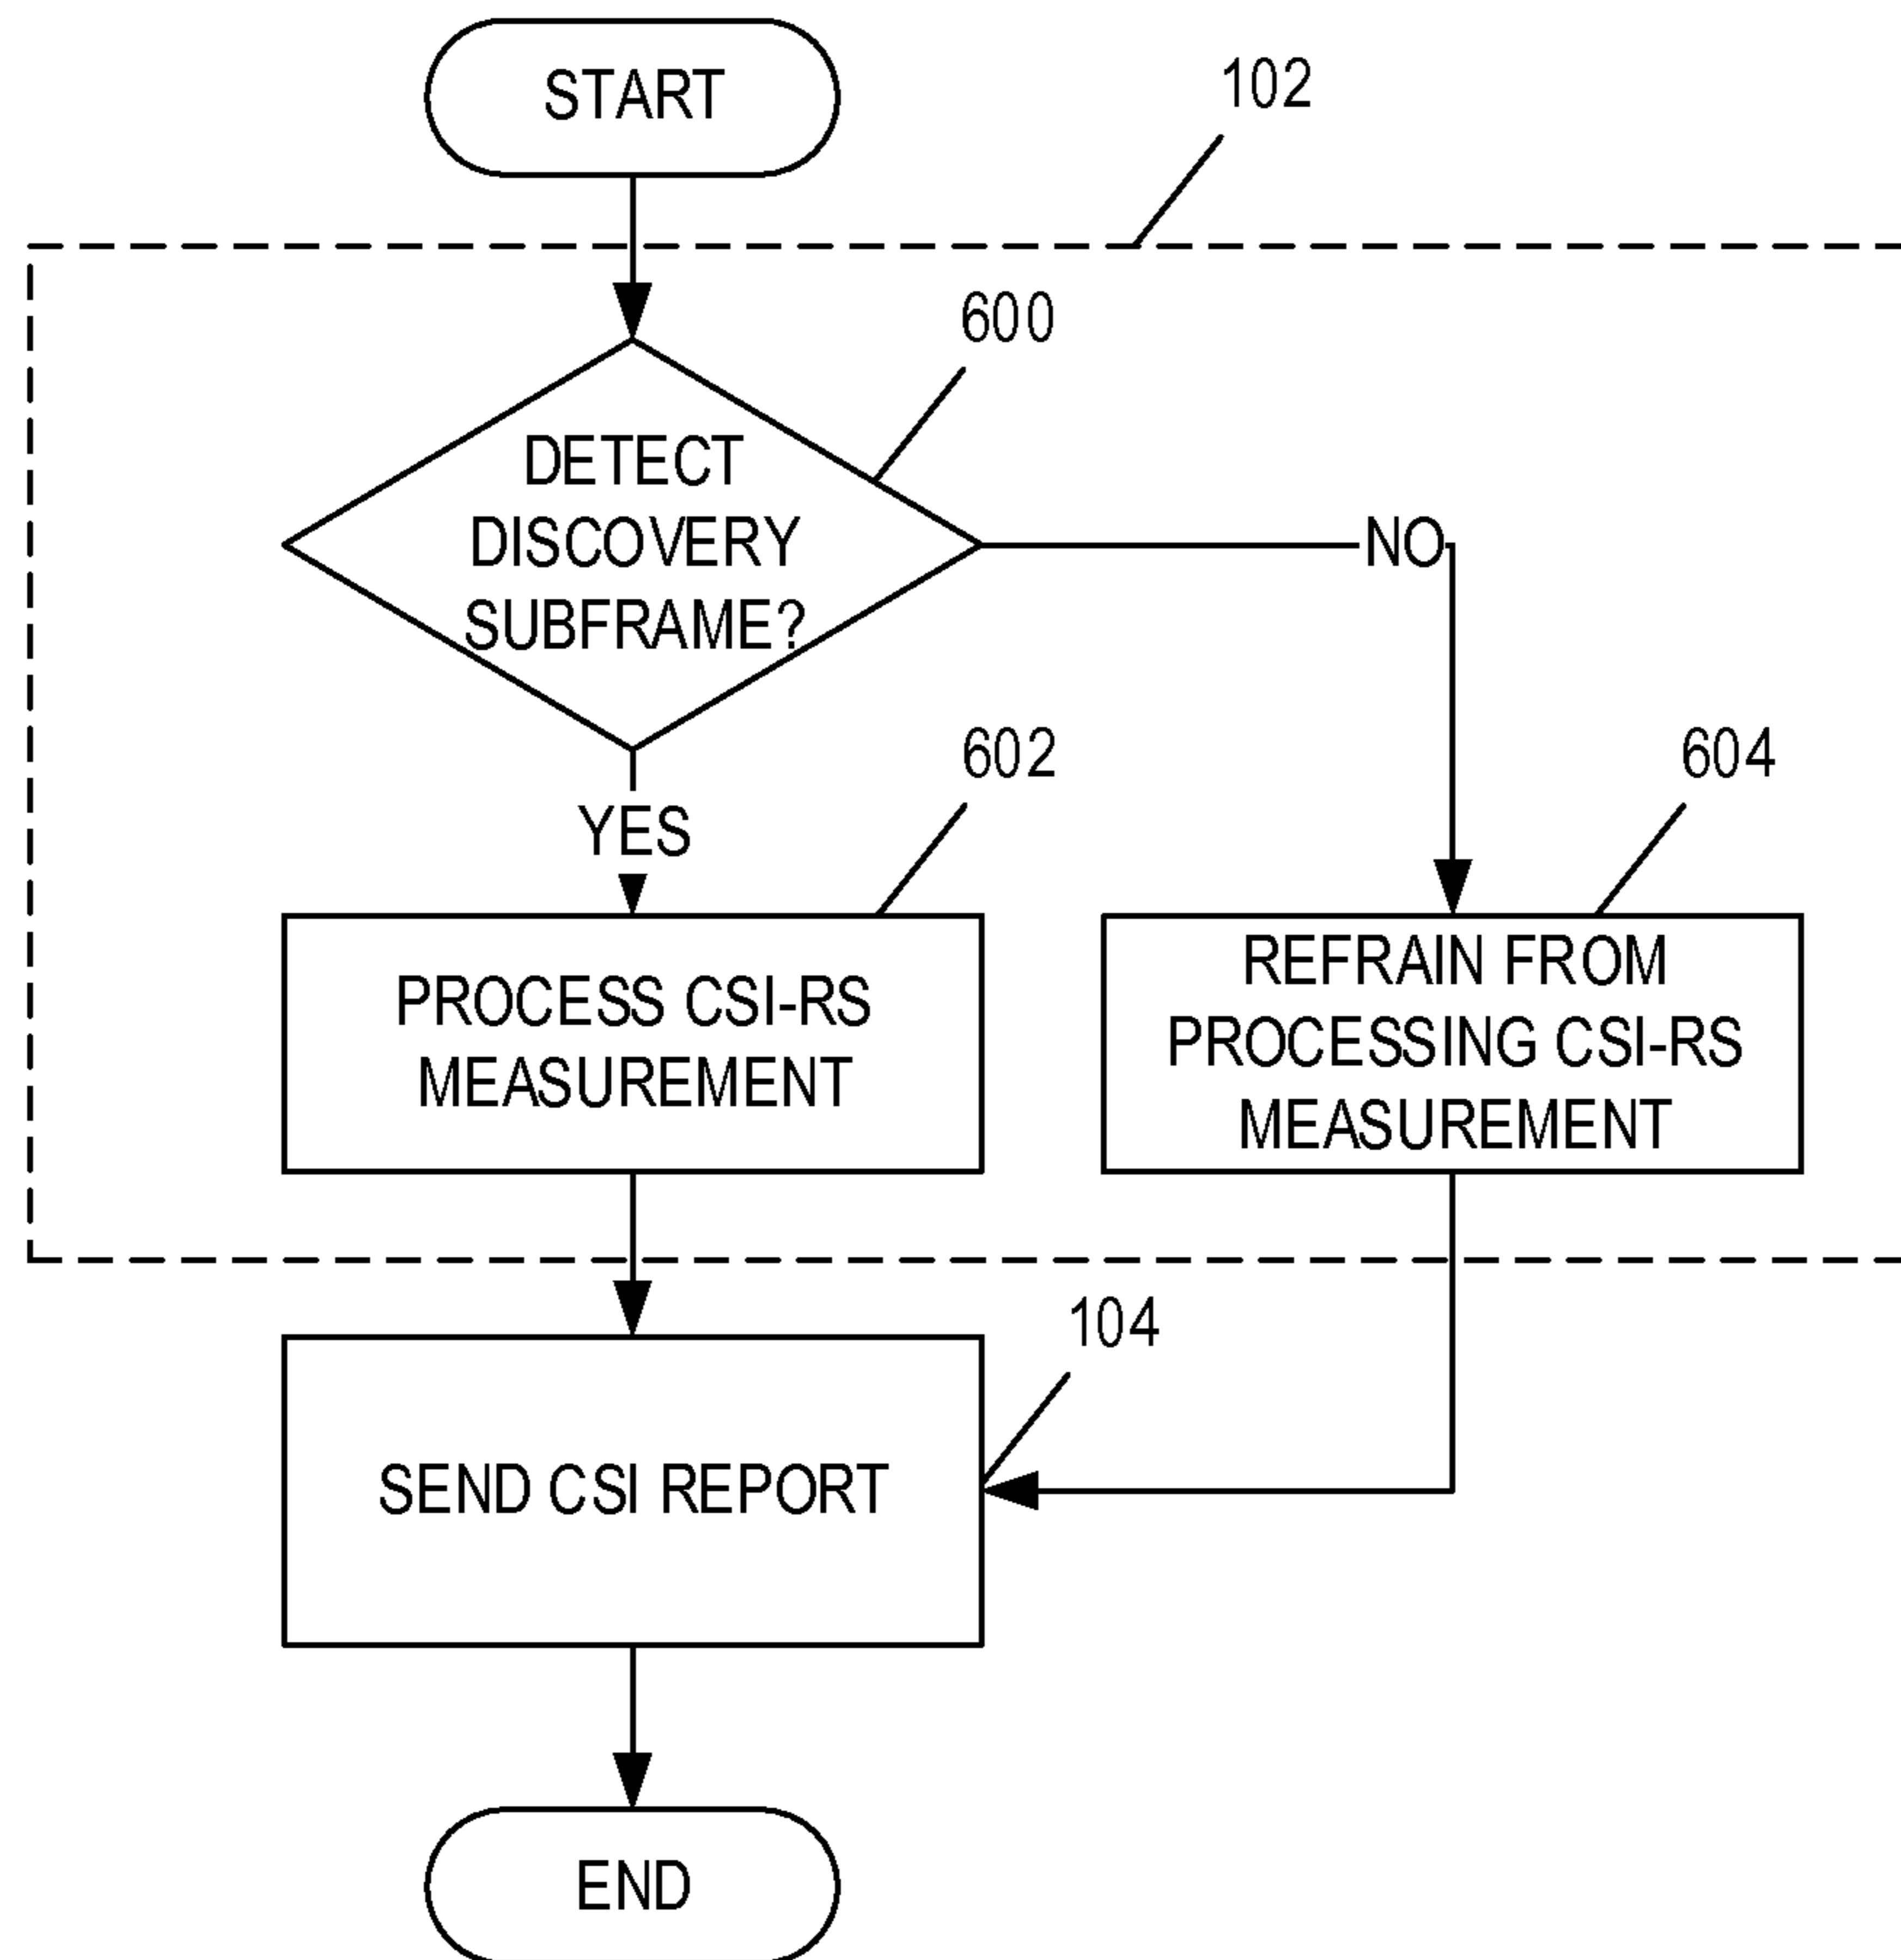 START
102
600
DETECT
DISCOVERY
SUBFRAME?
NO
602
604
YES
PROCESS CSI-RS
MEASUREMENT
REFRAIN FROM
PROCESSING CSI-RS
MEASUREMENT
104
SEND CSI REPORT
END